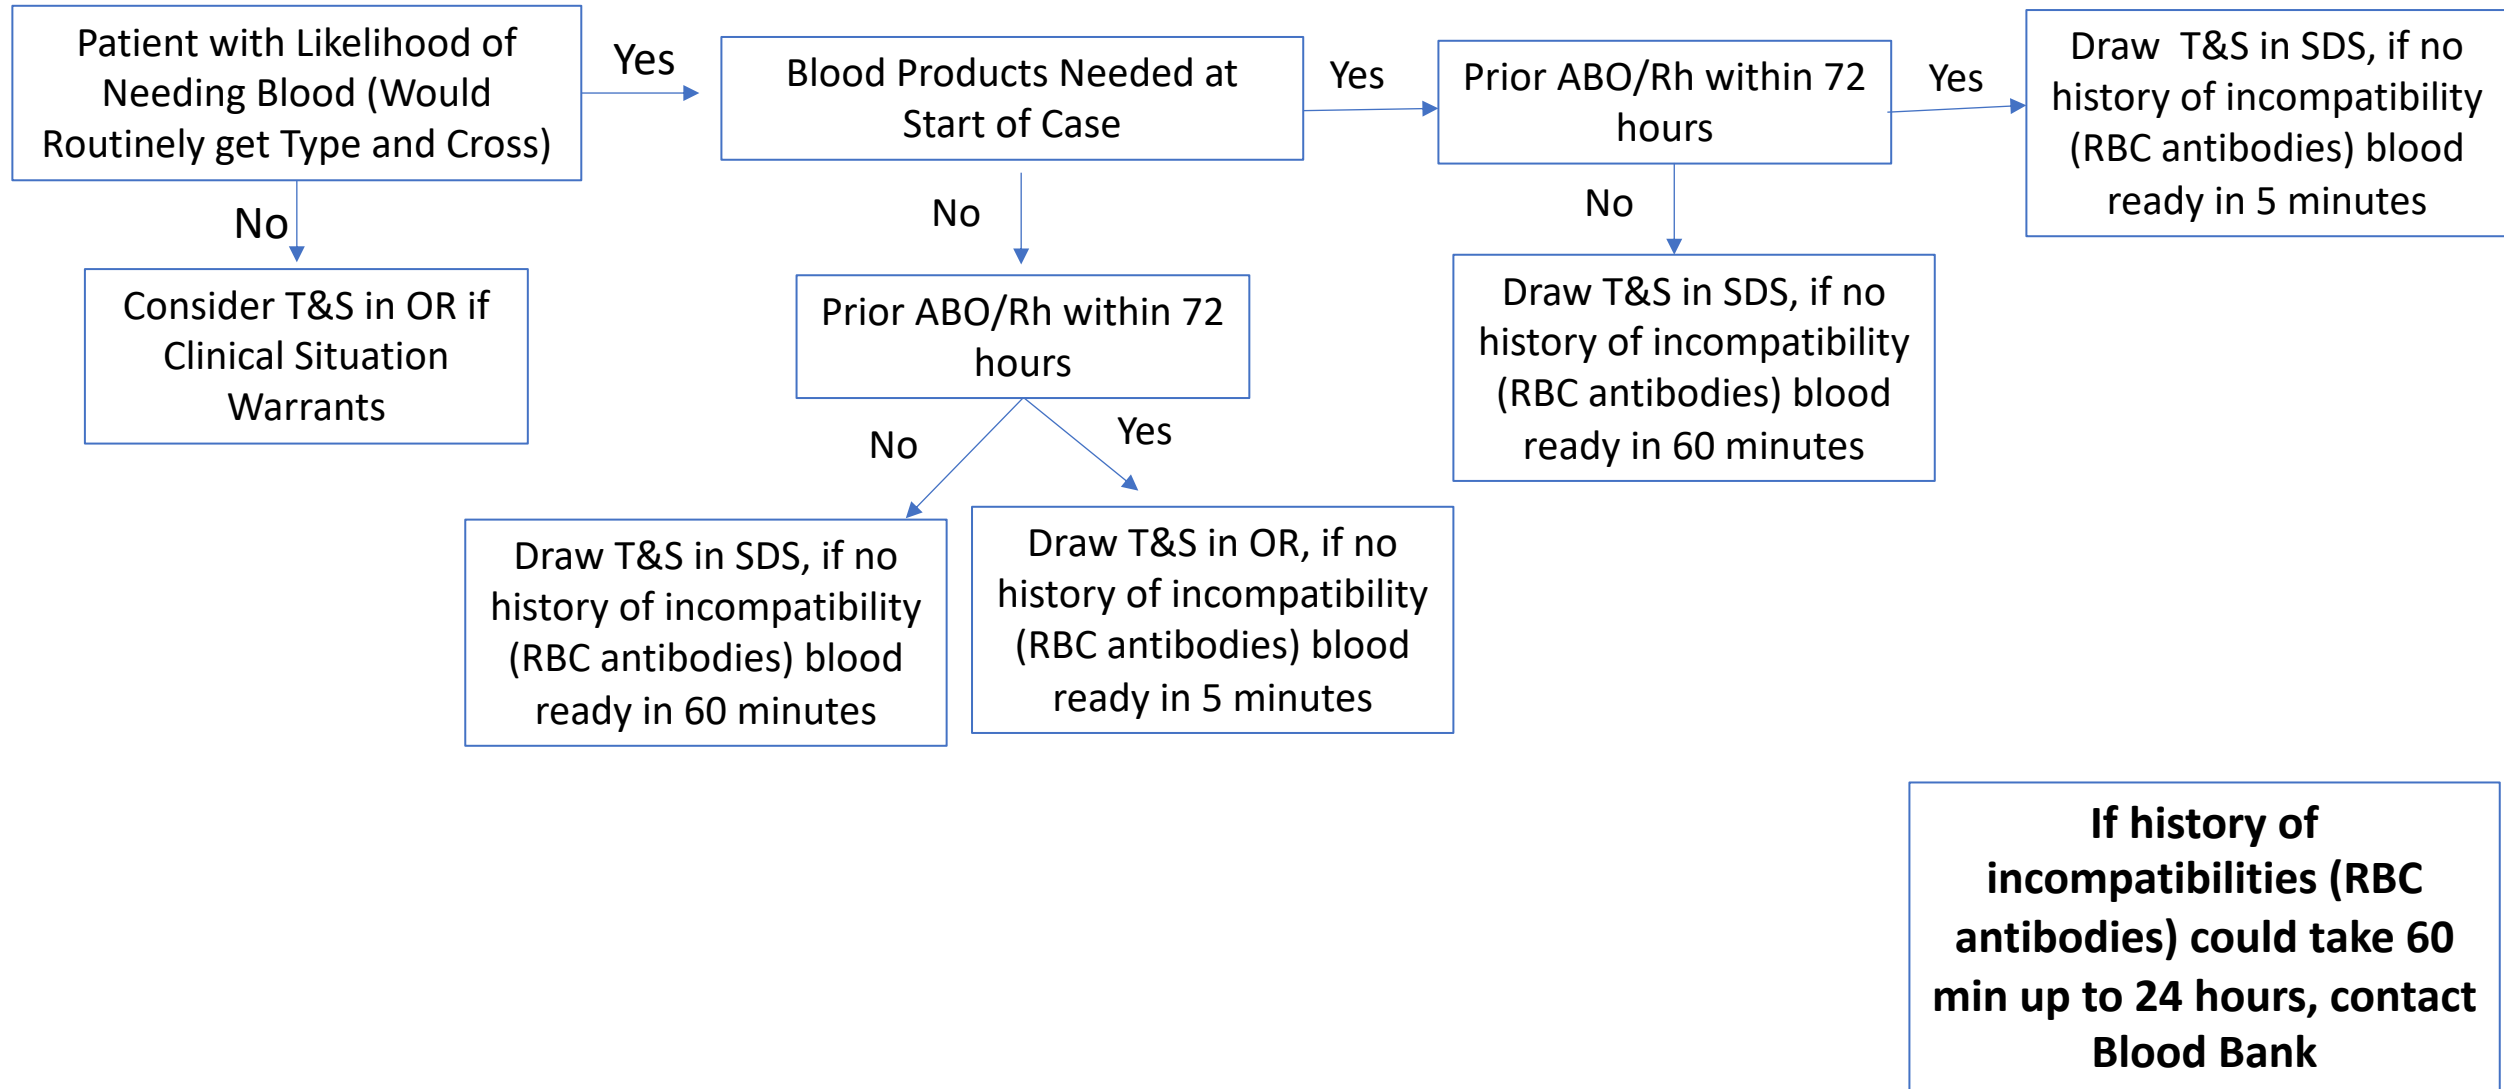 Patient with Likelihood of
Needing Blood (Would
Routinely get Type and Cross)
Yes
Blood Products Needed at
Start of Case
Yes
Prior ABO/Rh within 72
hours
Yes
Draw T&S in SDS, if no
history of incompatibility
(RBC antibodies) blood
ready in 5 minutes
No
Consider T&S in OR if
Clinical Situation
Warrants
No
Prior ABO/Rh within 72
hours
No
Draw T&S in SDS, if no
history of incompatibility
(RBC antibodies) blood
ready in 60 minutes
No
Draw T&S in SDS, if no
history of incompatibility
(RBC antibodies) blood
ready in 60 minutes
Yes
Draw T&S in OR, if no
history of incompatibility
(RBC antibodies) blood
ready in 5 minutes
If history of
incompatibilities (RBC
antibodies) could take 60
min up to 24 hours, contact
Blood Bank